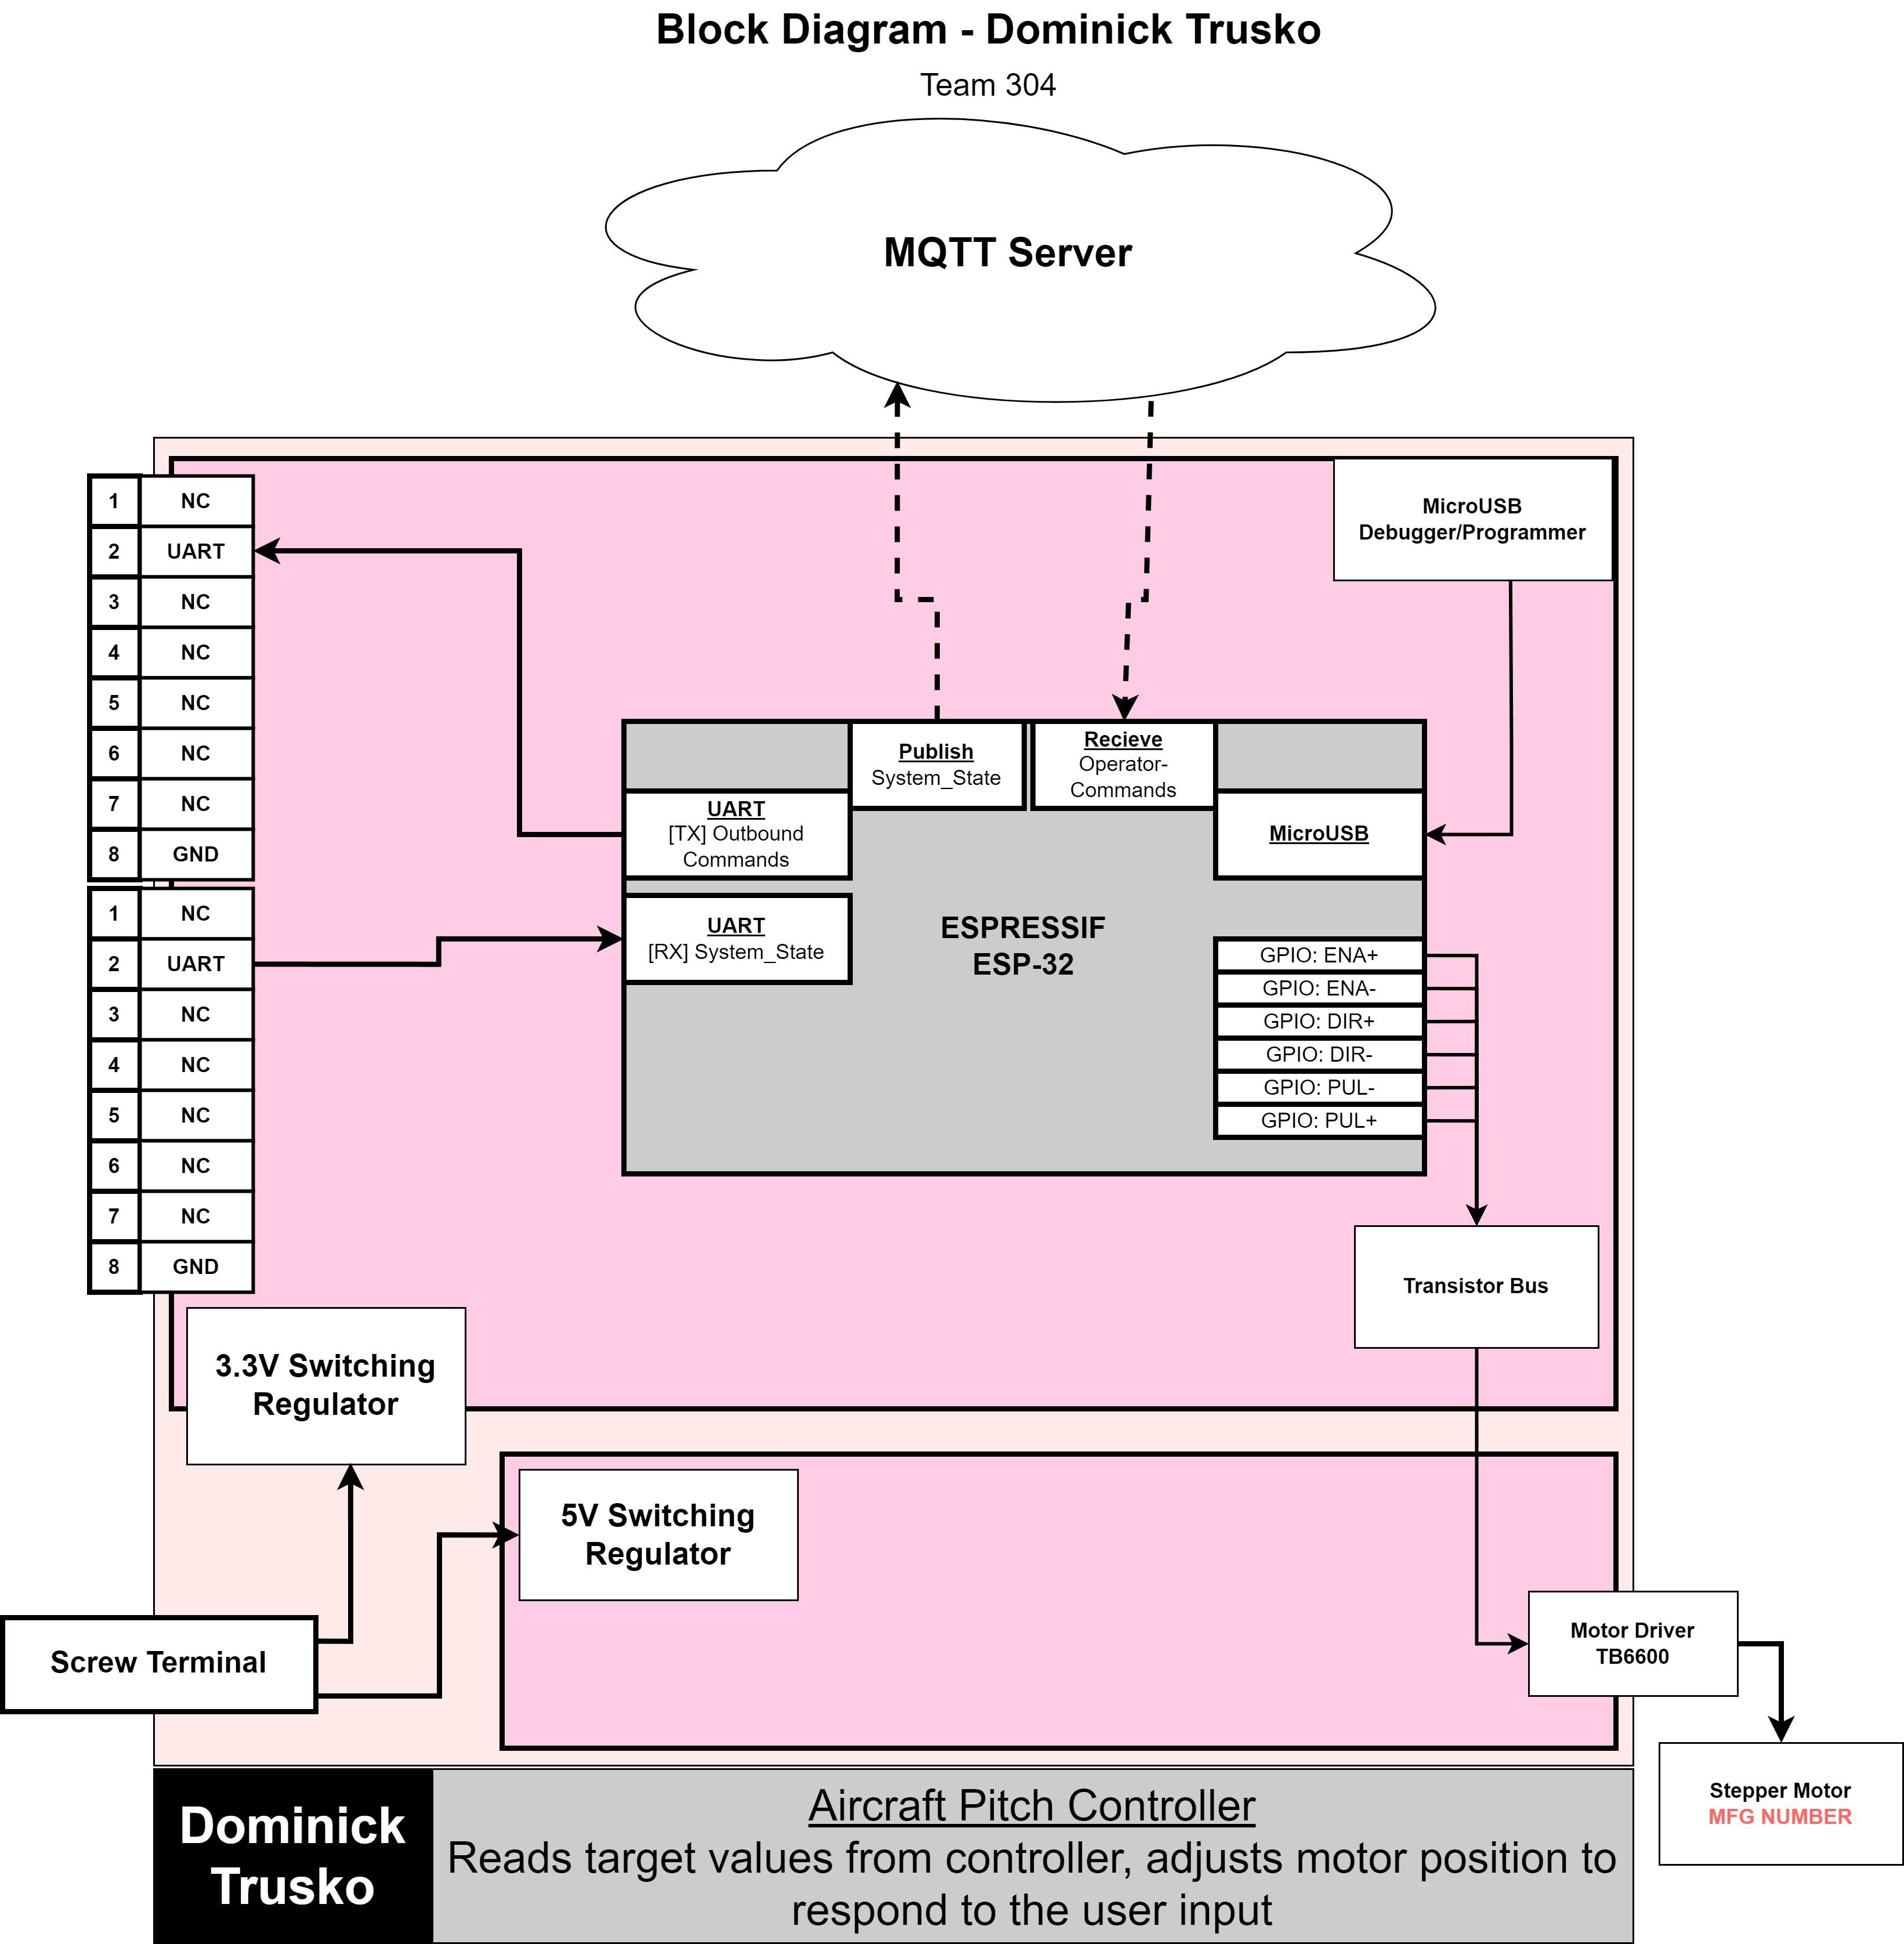 Block Diagram - Dominick Trusko
Team 304
MQTT Server
1 NC
2 UART
3 NC
4 NC
5 NC
6 NC
7 NC
8 GND
1 NC
2 UART
3 NC
4 NC
5 NC
6 NC
7 NC
8 GND
MicroUSB
Debugger/Programmer
Publish
System_State
Recieve
Operator-
Commands
UART
[TX] Outbound
Commands
MicroUSB
UART
[RX] System_State
ESPRESSIF
ESP-32
GPIO: ENA+
GPIO: ENA-
GPIO: DIR+
GPIO: DIR-
GPIO: PUL-
GPIO: PUL+
Transistor Bus
3.3V Switching
Regulator
5V Switching
Regulator
Screw Terminal
Motor Driver
TB6600
Stepper Motor
MFG NUMBER
Dominick
Trusko
Aircraft Pitch Controller
Reads target values from controller, adjusts motor position to
respond to the user input